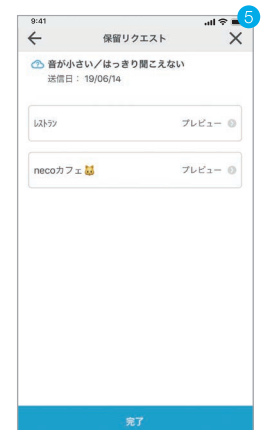 5
9:41
保留リクエスト
音が小さい／はっきり聞こえない
送信日： 19/06/14
ﾚｽﾄﾗﾝ プレビュー
necoカフェ🐱 プレビュー
完了